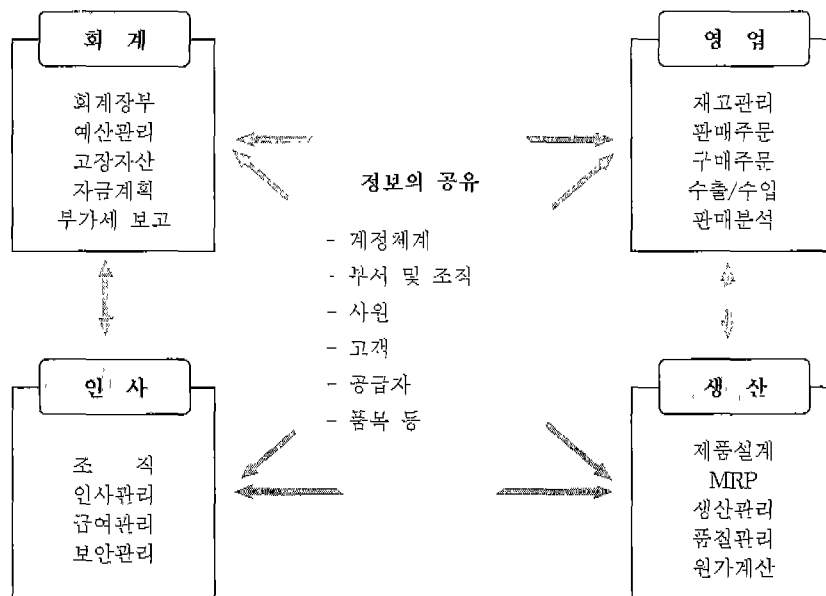 회 계
회계장부
예산관리
고장자산
자금계획
부가세 보고
영 업
재고관리
판매주문
구매주문
수출/수입
판매분석
정보의 공유
- 계정체계
- 부서 및 조직
- 사원
- 고객
- 공급자
- 품목 등
인 사
조 직
인사관리
급여관리
보안관리
생 산
제품설계
MRP
생산관리
품질관리
원가계산